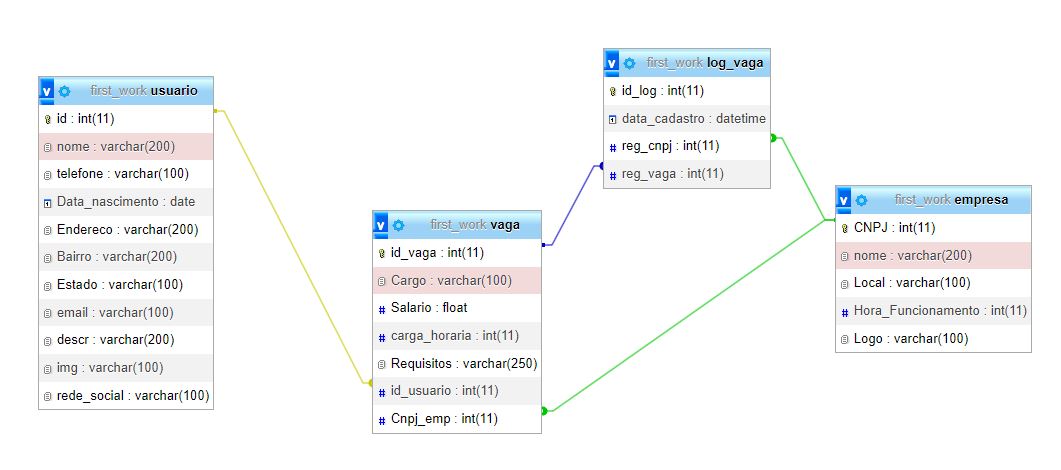 first_work usuario
id : int(11)
nome : varchar(200)
telefone : varchar(100)
Data_nascimento : date
Endereco : varchar(200)
Bairro : varchar(200)
Estado : varchar(100)
email : varchar(100)
descr : varchar(200)
img : varchar(100)
rede_social : varchar(100)
first_work vaga
id_vaga : int(11)
Cargo : varchar(100)
Salario : float
carga_horaria : int(11)
Requisitos : varchar(250)
id_usuario : int(11)
Cnpj_emp : int(11)
first_work log_vaga
id_log : int(11)
data_cadastro : datetime
reg_cnpj : int(11)
reg_vaga : int(11)
first_work empresa
CNPJ : int(11)
nome : varchar(200)
Local : varchar(100)
Hora_Funcionamento : int(11)
Logo : varchar(100)